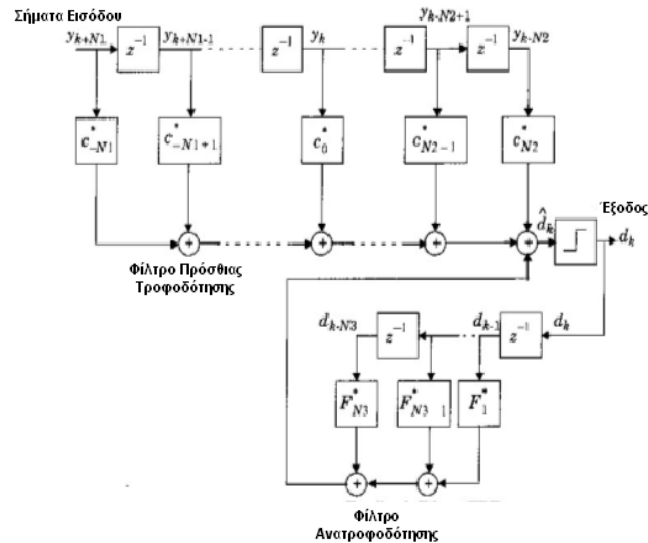 Σήματα Εισόδου
y_{k+N1} z^{-1} y_{k+N1-1} z^{-1} y_k z^{-1} y_{k-N2+1} z^{-1} y_{k-N2}
c^*_{-N1} c^*_{-N1+1} c^*_0 c^*_{N2-1} c^*_{N2}
Έξοδος
+ + + + \hat{d}_k d_k
Φίλτρο Πρόσθιας
Τροφοδότησης
d_{k-N3} z^{-1} d_{k-1} z^{-1} d_k
F^*_{N3} F^*_{N3 1} F^*_1
+ +
Φίλτρο
Ανατροφοδότησης